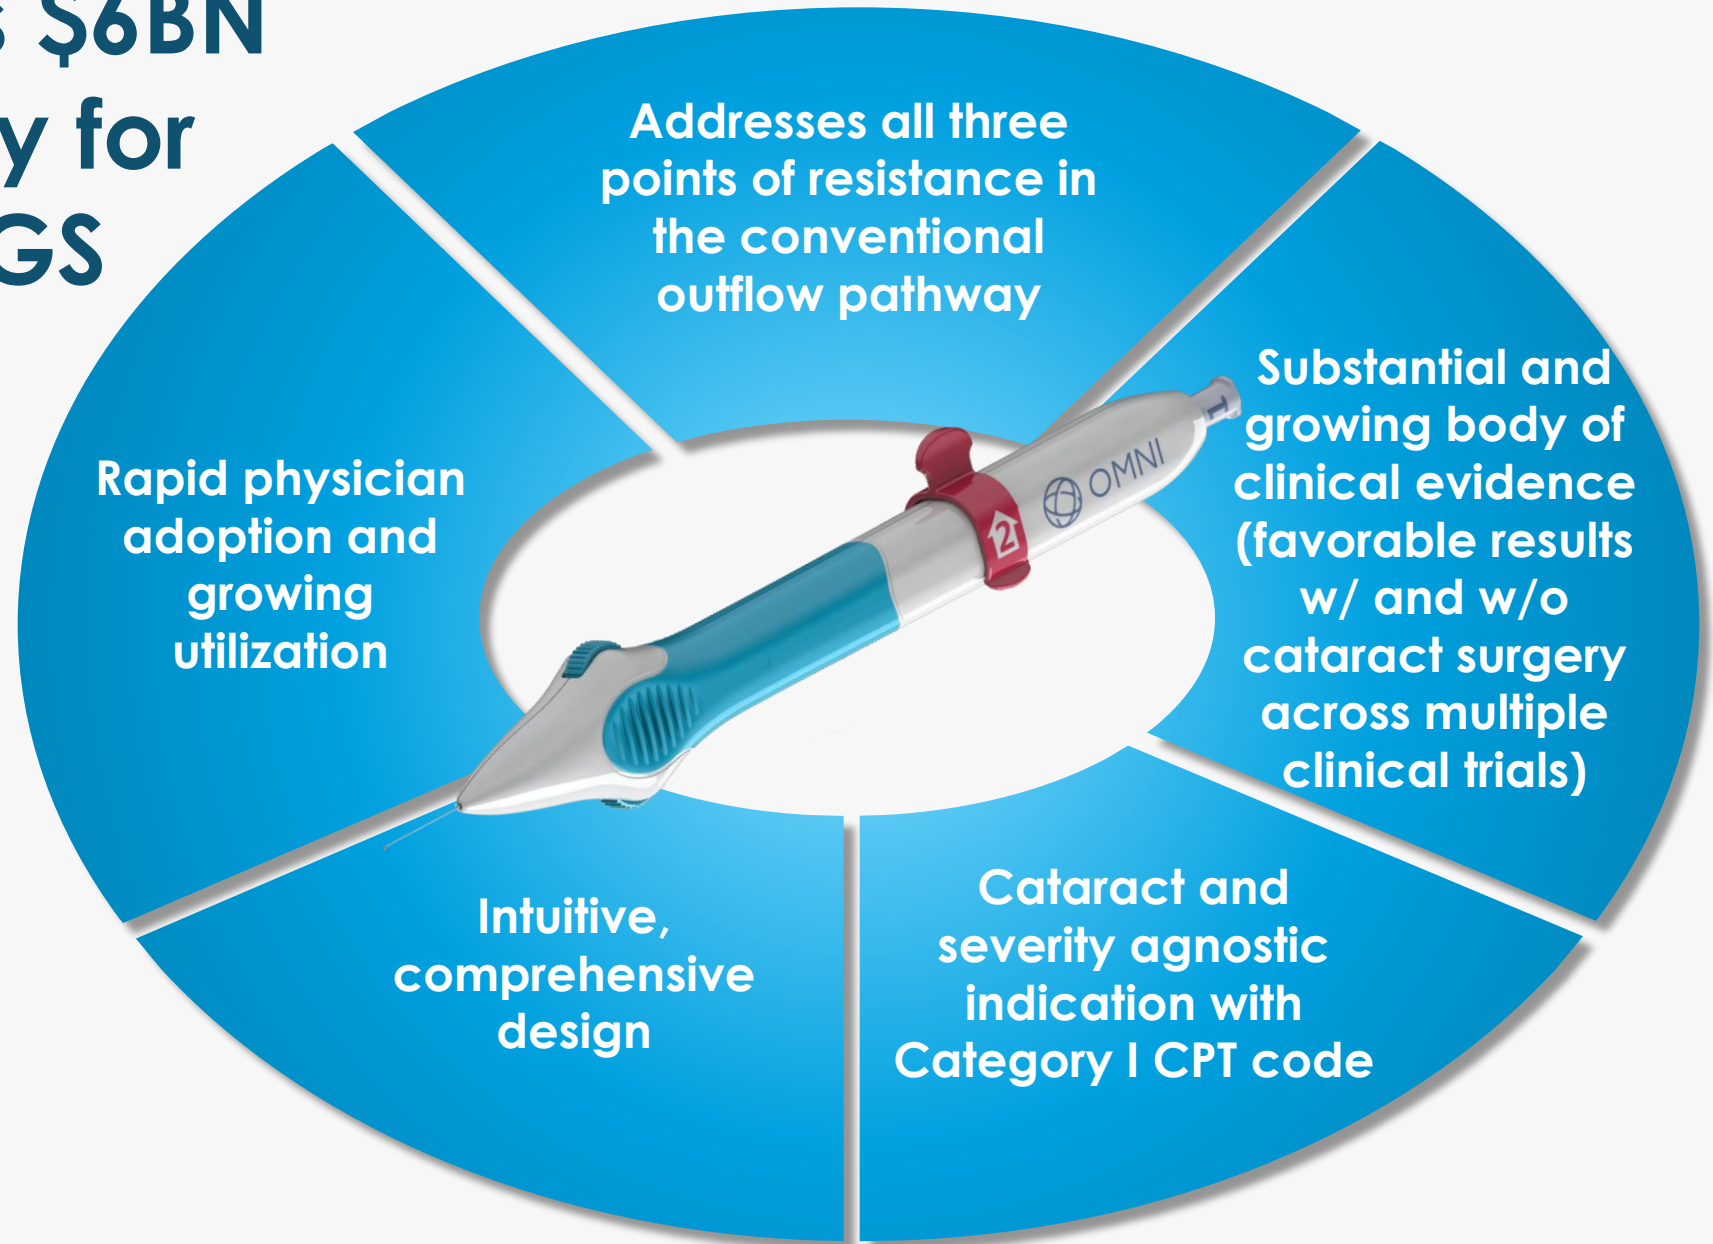 $6BN
for
GS
Addresses all three
points of resistance in
the conventional
outflow pathway
Substantial and
growing body of
clinical evidence
(favorable results
w/ and w/o
cataract surgery
across multiple
clinical trials)
Rapid physician
adoption and
growing
utilization
OMNI
1
2
Intuitive,
comprehensive
design
Cataract and
severity agnostic
indication with
Category I CPT code